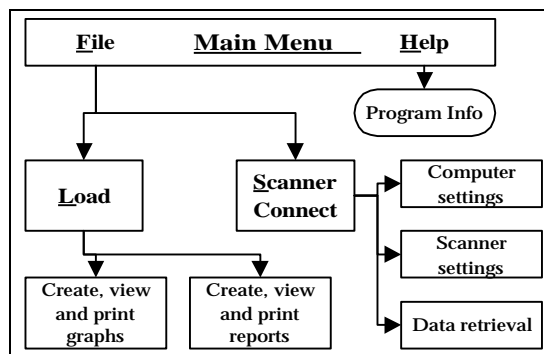 File Main Menu Help
Program Info
Load
Scanner
Connect
Computer
settings
Scanner
settings
Create, view
and print
graphs
Create, view
and print
reports
Data retrieval